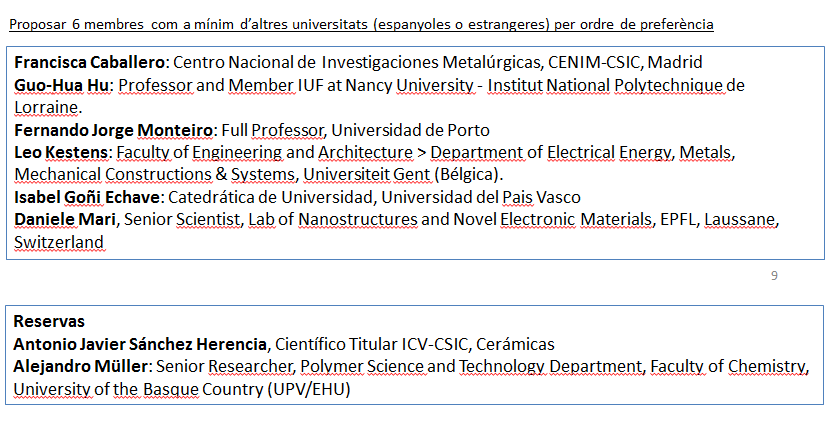 Proposar 6 membres com a mínim d'altres universitats (espanyoles o estrangeres) per ordre de preferència
Francisca Caballero: Centro Nacional de Investigaciones Metalúrgicas, CENIM-CSIC, Madrid
Guo-Hua Hu: Professor and Member IUF at Nancy University - Institut National Polytechnique de
Lorraine.
Fernando Jorge Monteiro: Full Professor, Universidad de Porto
Leo Kestens: Faculty of Engineering and Architecture > Department of Electrical Energy, Metals,
Mechanical Constructions & Systems, Universiteit Gent (Bélgica).
Isabel Goñi Echave: Catedrática de Universidad, Universidad del Pais Vasco
Daniele Mari, Senior Scientist, Lab of Nanostructures and Novel Electronic Materials, EPFL, Laussane,
Switzerland
9
Reservas
Antonio Javier Sánchez Herencia, Científico Titular ICV-CSIC, Cerámicas
Alejandro Müller: Senior Researcher, Polymer Science and Technology Department, Faculty of Chemistry,
University of the Basque Country (UPV/EHU)